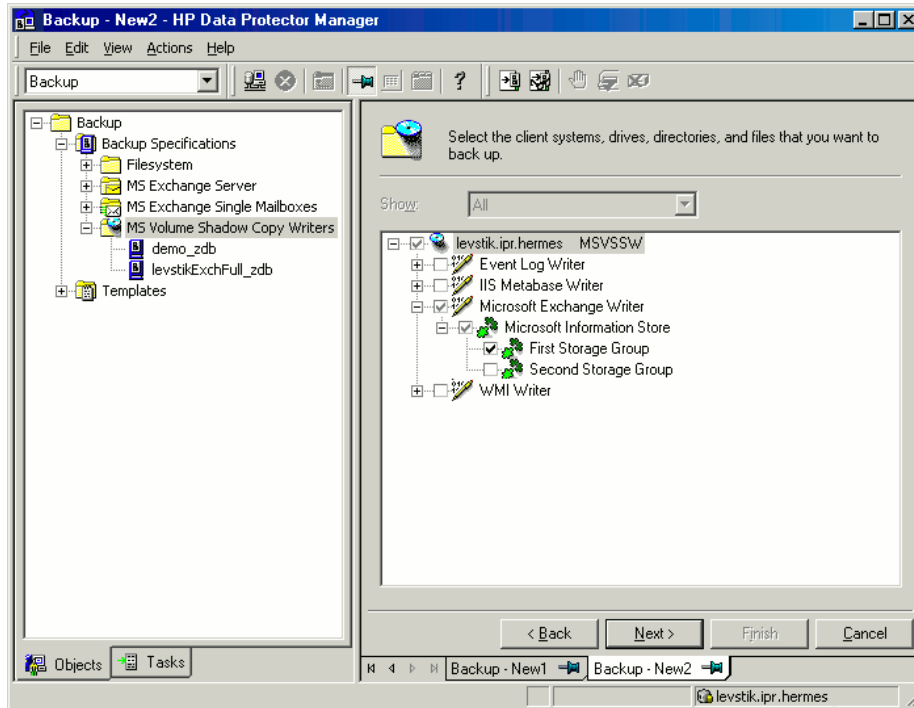 Backup - New2 - HP Data Protector Manager
File Edit View Actions Help
Backup
Backup
Backup Specifications
Filesystem
MS Exchange Server
MS Exchange Single Mailboxes
MS Volume Shadow Copy Writers
demo_zdb
levstikExchFull_zdb
Templates
Objects
Tasks
Select the client systems, drives, directories, and files that you want to
back up.
Show: All
levstik.ipr.hermes MSVSSW
Event Log Writer
IIS Metabase Writer
Microsoft Exchange Writer
Microsoft Information Store
First Storage Group
Second Storage Group
WMI Writer
< Back Next > Finish Cancel
Backup - New1 Backup - New2
levstik.ipr.hermes